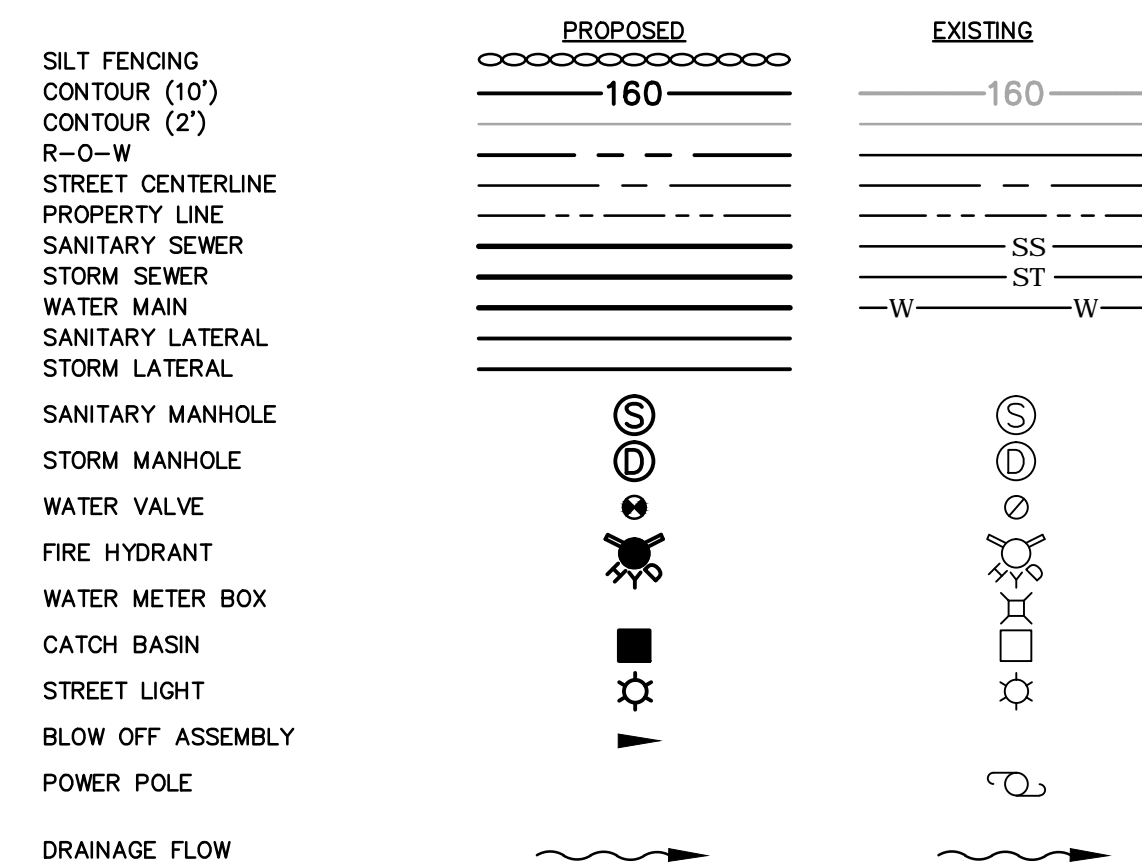 PROPOSED EXISTING
SILT FENCING
CONTOUR (10') 160 160
CONTOUR (2')
R-O-W
STREET CENTERLINE
PROPERTY LINE
SANITARY SEWER SS
STORM SEWER ST
WATER MAIN W W
SANITARY LATERAL
STORM LATERAL
SANITARY MANHOLE S S
STORM MANHOLE D D
WATER VALVE
FIRE HYDRANT HYD HYD
WATER METER BOX
CATCH BASIN
STREET LIGHT
BLOW OFF ASSEMBLY
POWER POLE
DRAINAGE FLOW